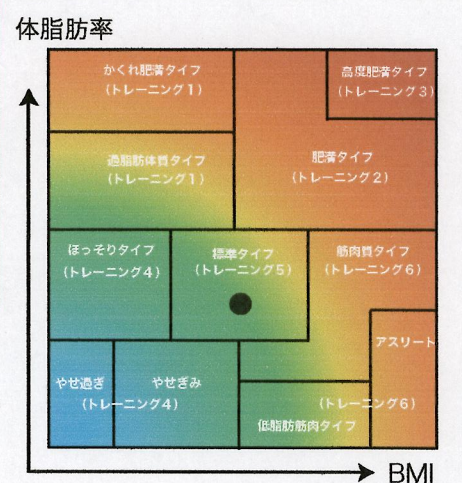 体脂肪率
かくれ肥満タイプ
(トレーニング1)
高度肥満タイプ
(トレーニング3)
過脂肪体質タイプ
(トレーニング1)
肥満タイプ
(トレーニング2)
ほっそりタイプ
(トレーニング4)
標準タイプ
(トレーニング5)
筋肉質タイプ
(トレーニング6)
アスリート
やせ過ぎ
やせぎみ
(トレーニング4)
(トレーニング6)
低脂肪筋肉タイプ
BMI